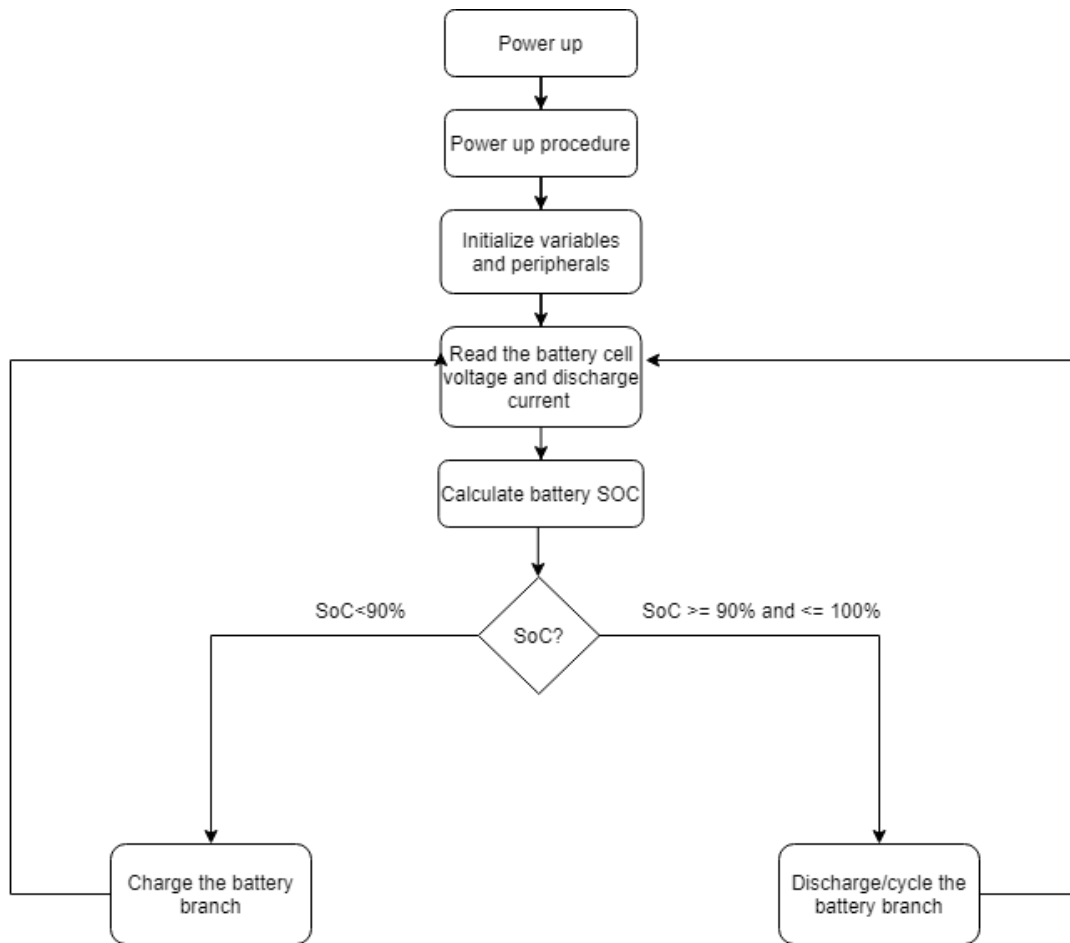 Power up
Power up procedure
Initialize variables
and peripherals
Read the battery cell
voltage and discharge
current
Calculate battery SOC
SoC<90%
SoC >= 90% and <= 100%
SoC?
Charge the battery
branch
Discharge/cycle the
battery branch